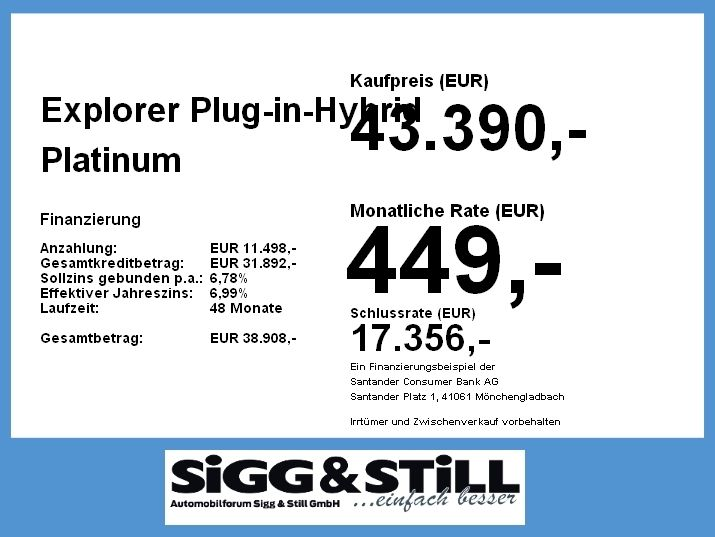 Explorer Plug-in-Hybrid
Platinum
Kaufpreis (EUR)
43.390,-
Finanzierung
Anzahlung: EUR 11.498,-
Gesamtkreditbetrag: EUR 31.892,-
Sollzins gebunden p.a.: 6,78%
Effektiver Jahreszins: 6,99%
Laufzeit: 48 Monate
Gesamtbetrag: EUR 38.908,-
Monatliche Rate (EUR)
449,-
Schlussrate (EUR)
17.356,-
Ein Finanzierungsbeispiel der
Santander Consumer Bank AG
Santander Platz 1, 41061 Mönchengladbach
Irrtümer und Zwischenverkauf vorbehalten
SiGG & STiLL
Automobilforum Sigg & Still GmbH ...einfach besser